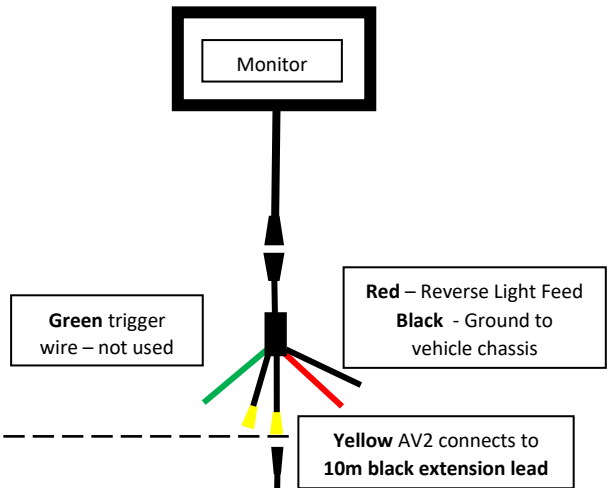 Monitor
Green trigger
wire – not used
Red – Reverse Light Feed
Black - Ground to
vehicle chassis
Yellow AV2 connects to
10m black extension lead